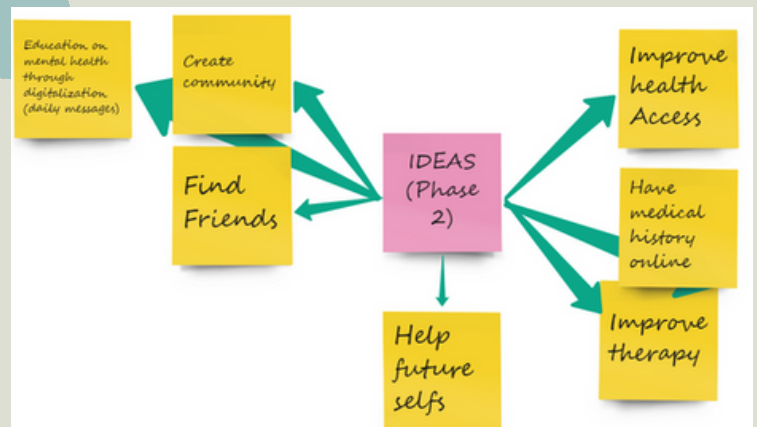 Education on
mental health
through
digitalization
(daily messages)
Create
community
Find
Friends
IDEAS
(Phase
2)
Help
future
selfs
Improve
health
Access
Have
medical
history
online
Improve
therapy